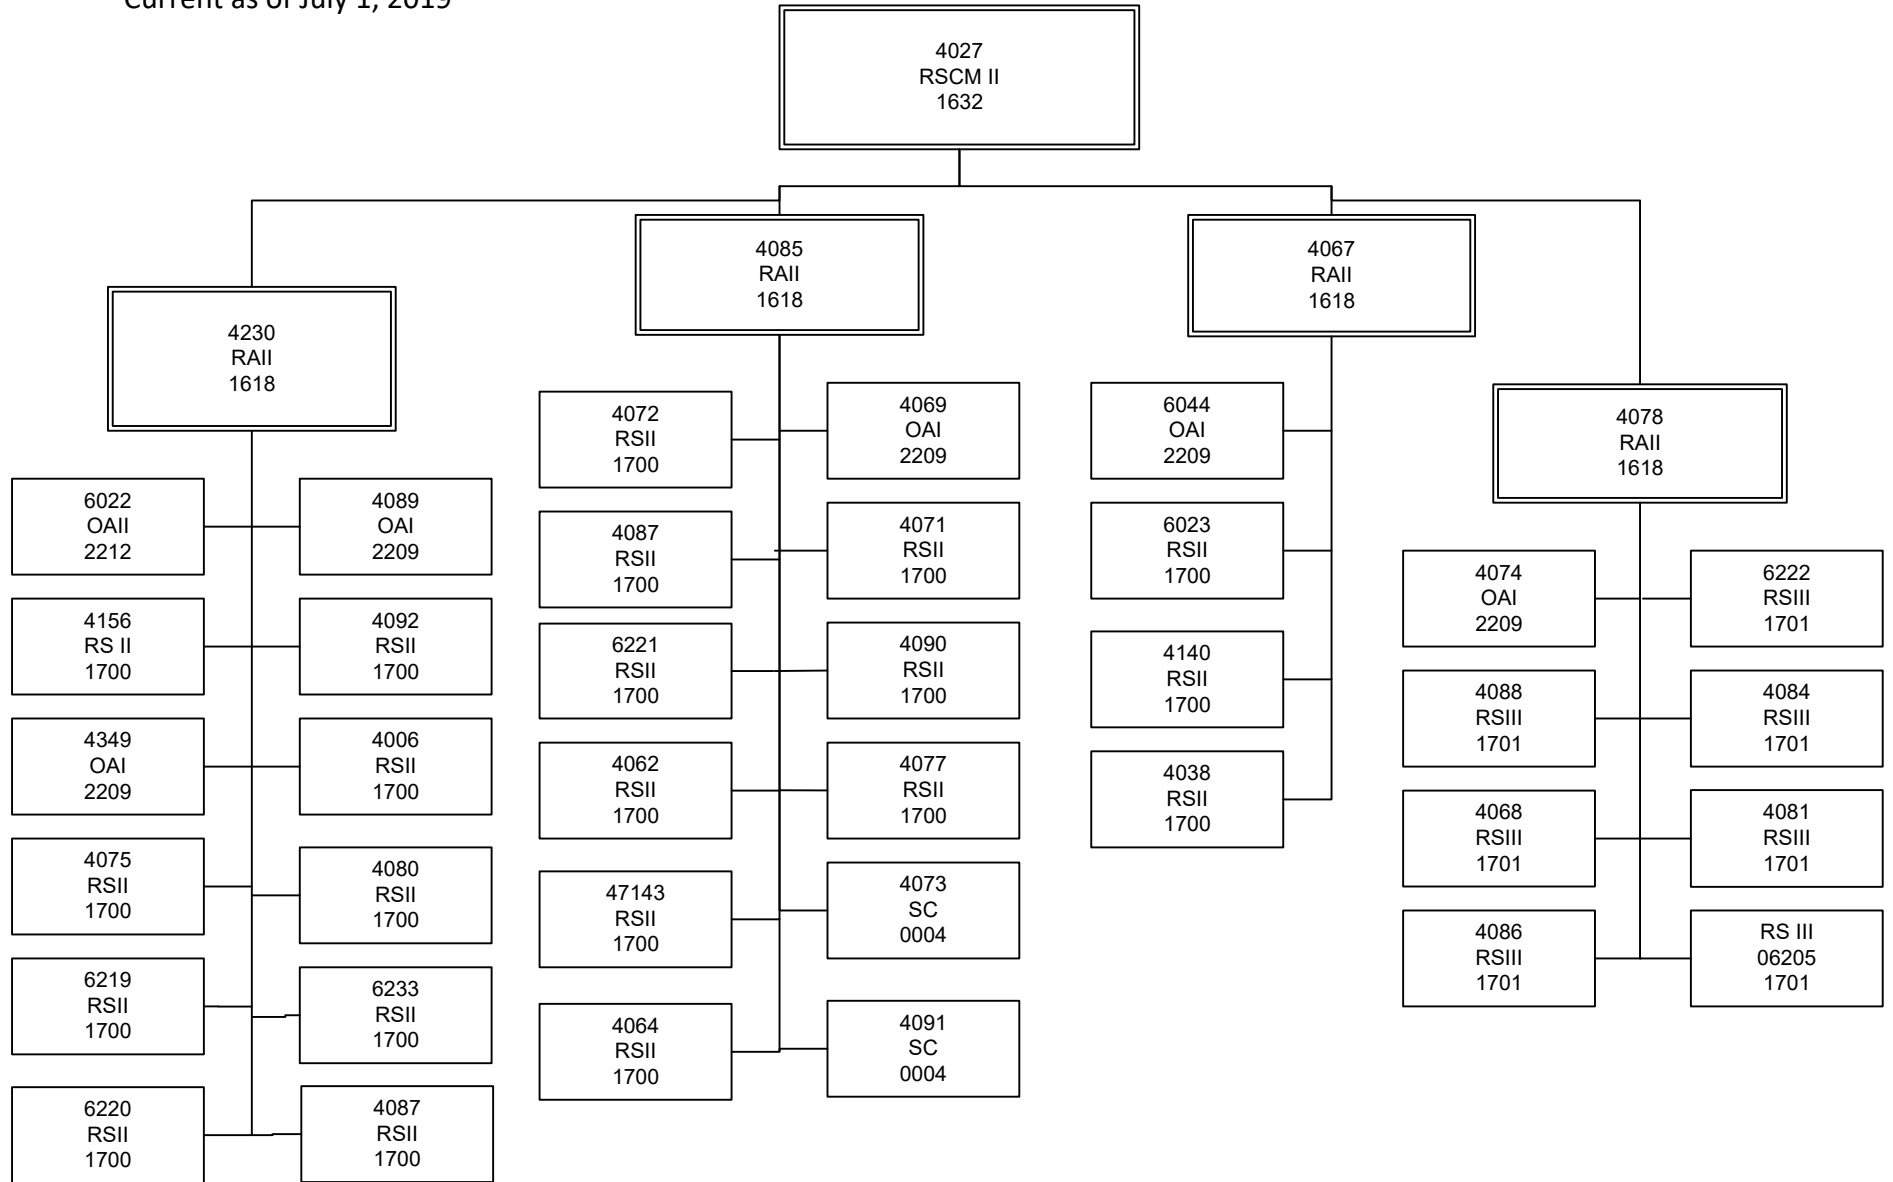 Current as of July 1, 2019
4027
RSCM II
1632
4230
RAII
1618
6022
OAII
2212
4089
OAI
2209
4156
RS II
1700
4092
RSII
1700
4349
OAI
2209
4006
RSII
1700
4075
RSII
1700
4080
RSII
1700
6219
RSII
1700
6233
RSII
1700
6220
RSII
1700
4087
RSII
1700
4085
RAII
1618
4072
RSII
1700
4069
OAI
2209
4087
RSII
1700
4071
RSII
1700
6221
RSII
1700
4090
RSII
1700
4062
RSII
1700
4077
RSII
1700
47143
RSII
1700
4073
SC
0004
4064
RSII
1700
4091
SC
0004
4067
RAII
1618
6044
OAI
2209
6023
RSII
1700
4140
RSII
1700
4038
RSII
1700
4078
RAII
1618
4074
OAI
2209
6222
RSIII
1701
4088
RSIII
1701
4084
RSIII
1701
4068
RSIII
1701
4081
RSIII
1701
4086
RSIII
1701
RS III
06205
1701